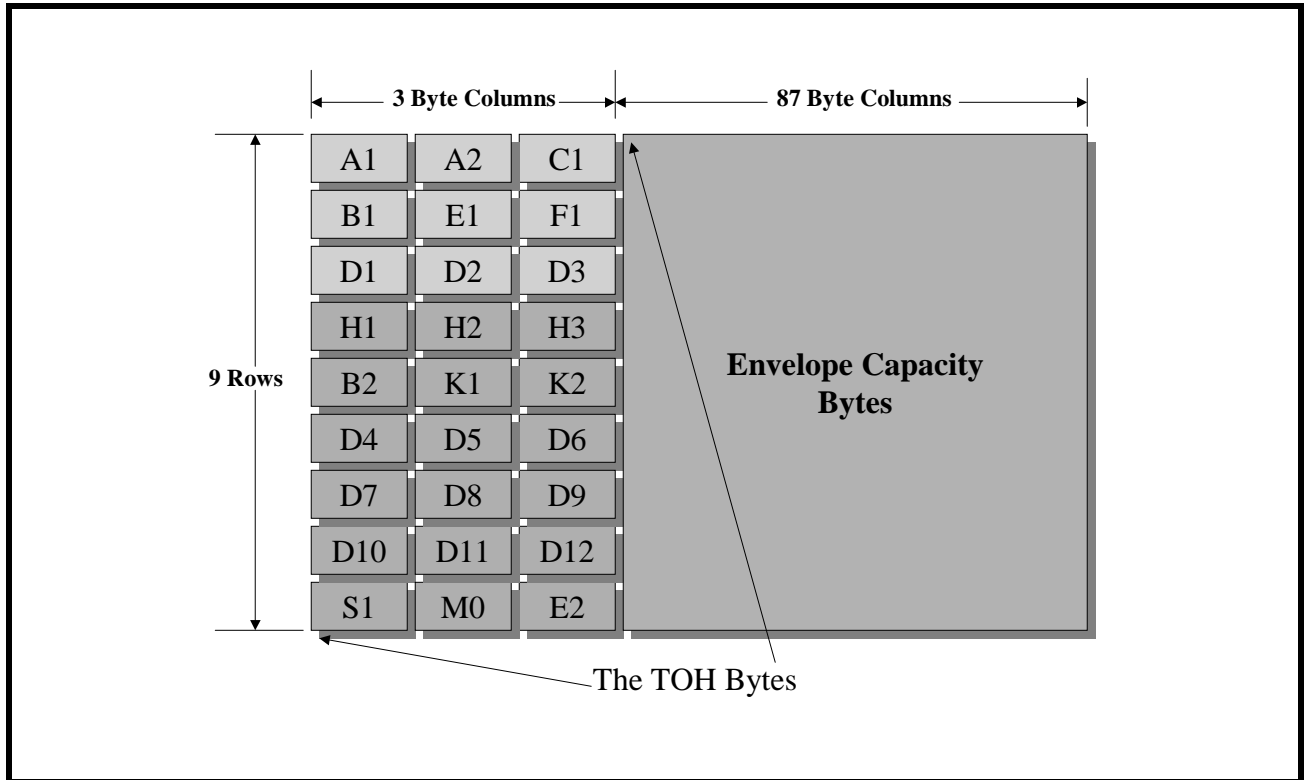 3 Byte Columns 87 Byte Columns
A1 A2 C1
B1 E1 F1
D1 D2 D3
H1 H2 H3
9 Rows
B2 K1 K2
Envelope Capacity
Bytes
D4 D5 D6
D7 D8 D9
D10 D11 D12
S1 M0 E2
The TOH Bytes